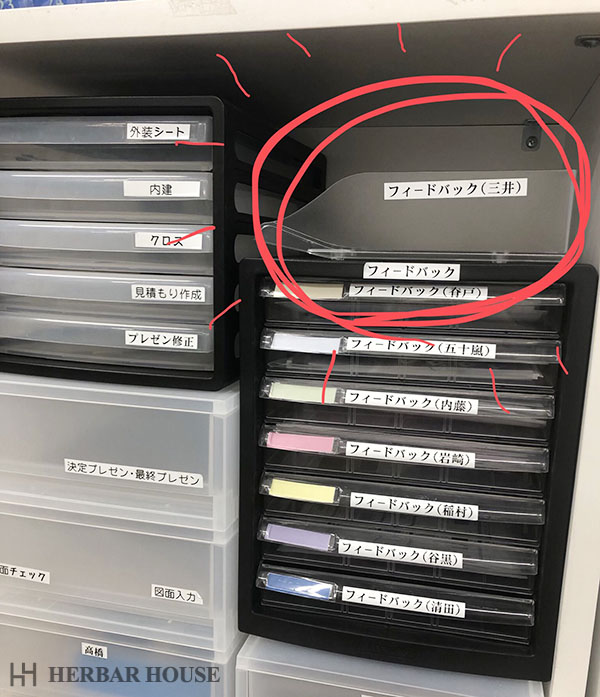 外装シート
内建
クロス
見積もり作成
プレゼン修正
決定プレゼン・最終プレゼン
面チェック
図面入力
高橋
フィードバック(三井)
フィードバック
フィードバック(谷戸)
フィードバック(五十嵐)
フィードバック(内藤)
フィードバック(岩崎)
フィードバック(稲村)
フィードバック(谷黒)
フィードバック(清田)
HERBAR HOUSE